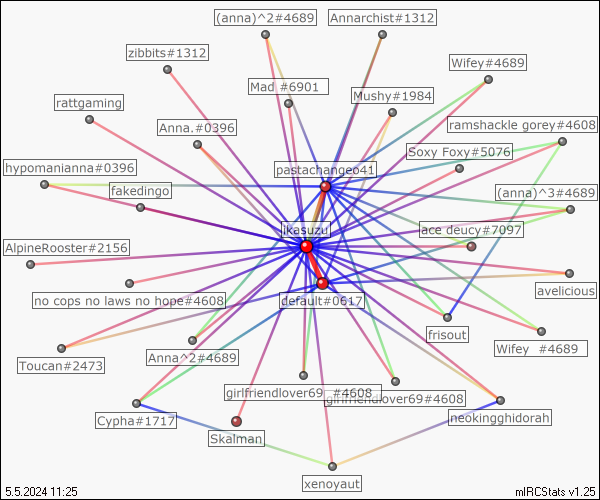 (anna)^2#4689
Annarchist#1312
zibbits#1312
Wifey#4689
Mad_#6901
Mushy#1984
rattgaming
Anna.#0396
ramshackle gorey#4608
Soxy Foxy#5076
hypomanianna#0396
pastachangeo41
fakedingo
(anna)^3#4689
ikasuzu
ace deucy#7097
AlpineRooster#2156
no cops no laws no hope#4608
default#0617
avelicious
frisout
Toucan#2473
Anna^2#4689
Wifey_#4689
girlfriendlover69_#4608
girlfriendlover69#4608
Cypha#1717
neokingghidorah
Skalman
xenoyaut
5.5.2024 11:25
mIRCStats v1.25